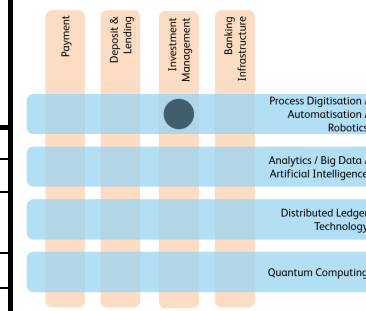 Payment
Deposit &
Lending
Investment
Management
Banking
Infrastructure
Process Digitisation /
Automatisation /
Robotics
Analytics / Big Data /
Artificial Intelligence
Distributed Ledger
Technology
Quantum Computing